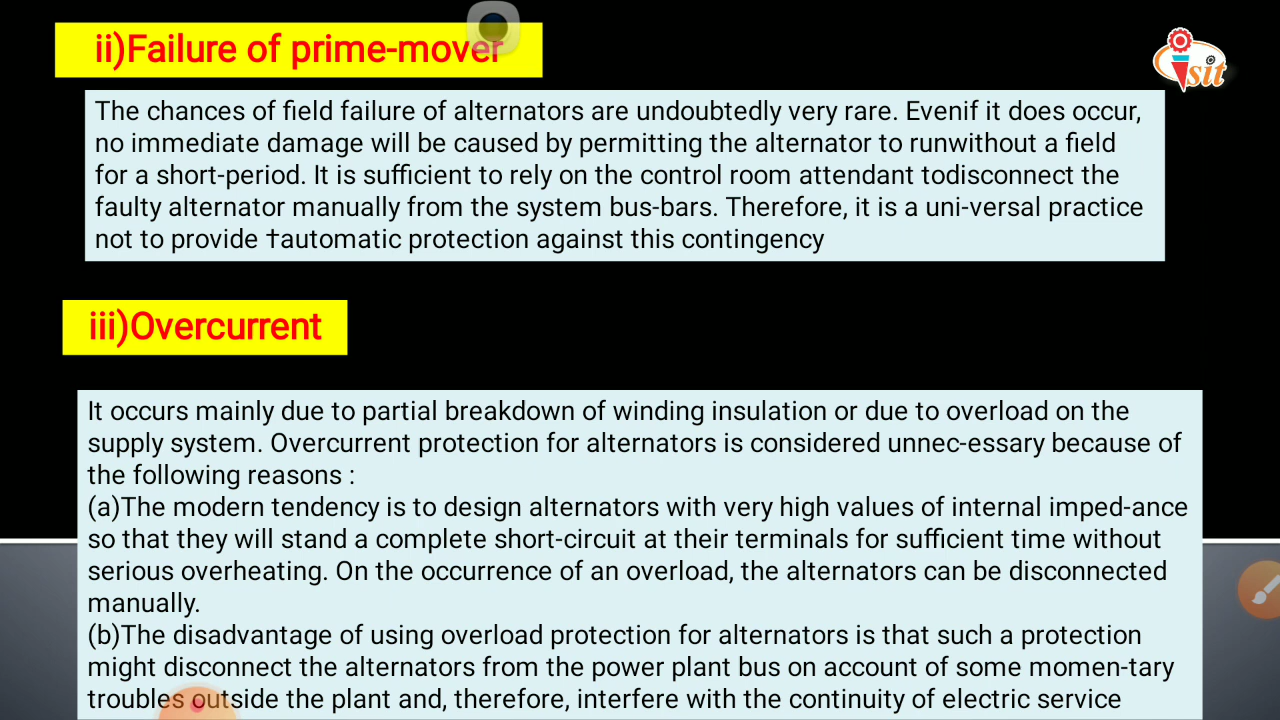 ii)Failure of prime-mover
sit
The chances of field failure of alternators are undoubtedly very rare. Evenif it does occur,
no immediate damage will be caused by permitting the alternator to runwithout a field
for a short-period. It is sufficient to rely on the control room attendant todisconnect the
faulty alternator manually from the system bus-bars. Therefore, it is a uni-versal practice
not to provide †automatic protection against this contingency
iii)Overcurrent
It occurs mainly due to partial breakdown of winding insulation or due to overload on the
supply system. Overcurrent protection for alternators is considered unnec-essary because of
the following reasons :
(a)The modern tendency is to design alternators with very high values of internal imped-ance
so that they will stand a complete short-circuit at their terminals for sufficient time without
serious overheating. On the occurrence of an overload, the alternators can be disconnected
manually.
(b)The disadvantage of using overload protection for alternators is that such a protection
might disconnect the alternators from the power plant bus on account of some momen-tary
troubles outside the plant and, therefore, interfere with the continuity of electric service